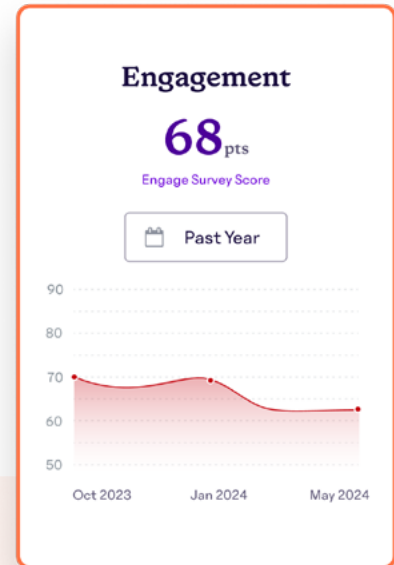 Engagement
68pts
Engage Survey Score
Past Year
90
80
70
60
50
Oct 2023 Jan 2024 May 2024